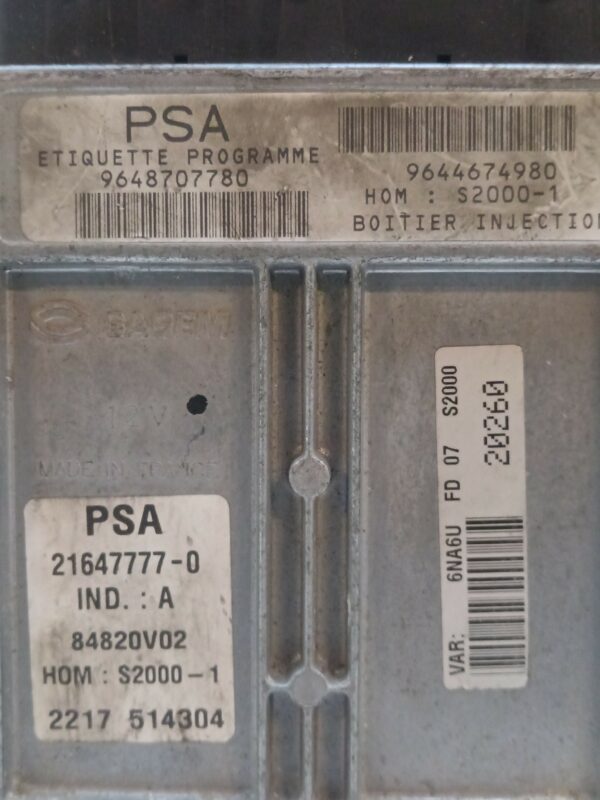 PSA
ETIQUETTE PROGRAMME
9648707780
9644674980
HOM : S2000-1
BOITIER INJECTION
SAGEM
MADE IN FRANCE
PSA
21647777-0
IND. : A
84820V02
HOM : S2000-1
2217 514304
VAR: 6NA6U FD 07 S2000
20260